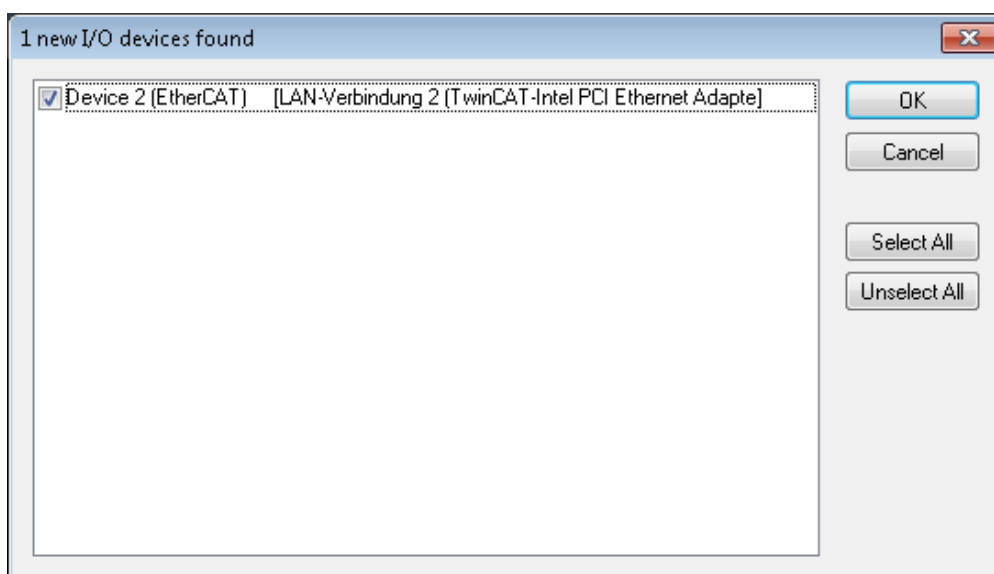 1 new I/O devices found
Device 2 (EtherCAT) [LAN-Verbindung 2 (TwinCAT-Intel PCI Ethernet Adapte]
OK
Cancel
Select All
Unselect All